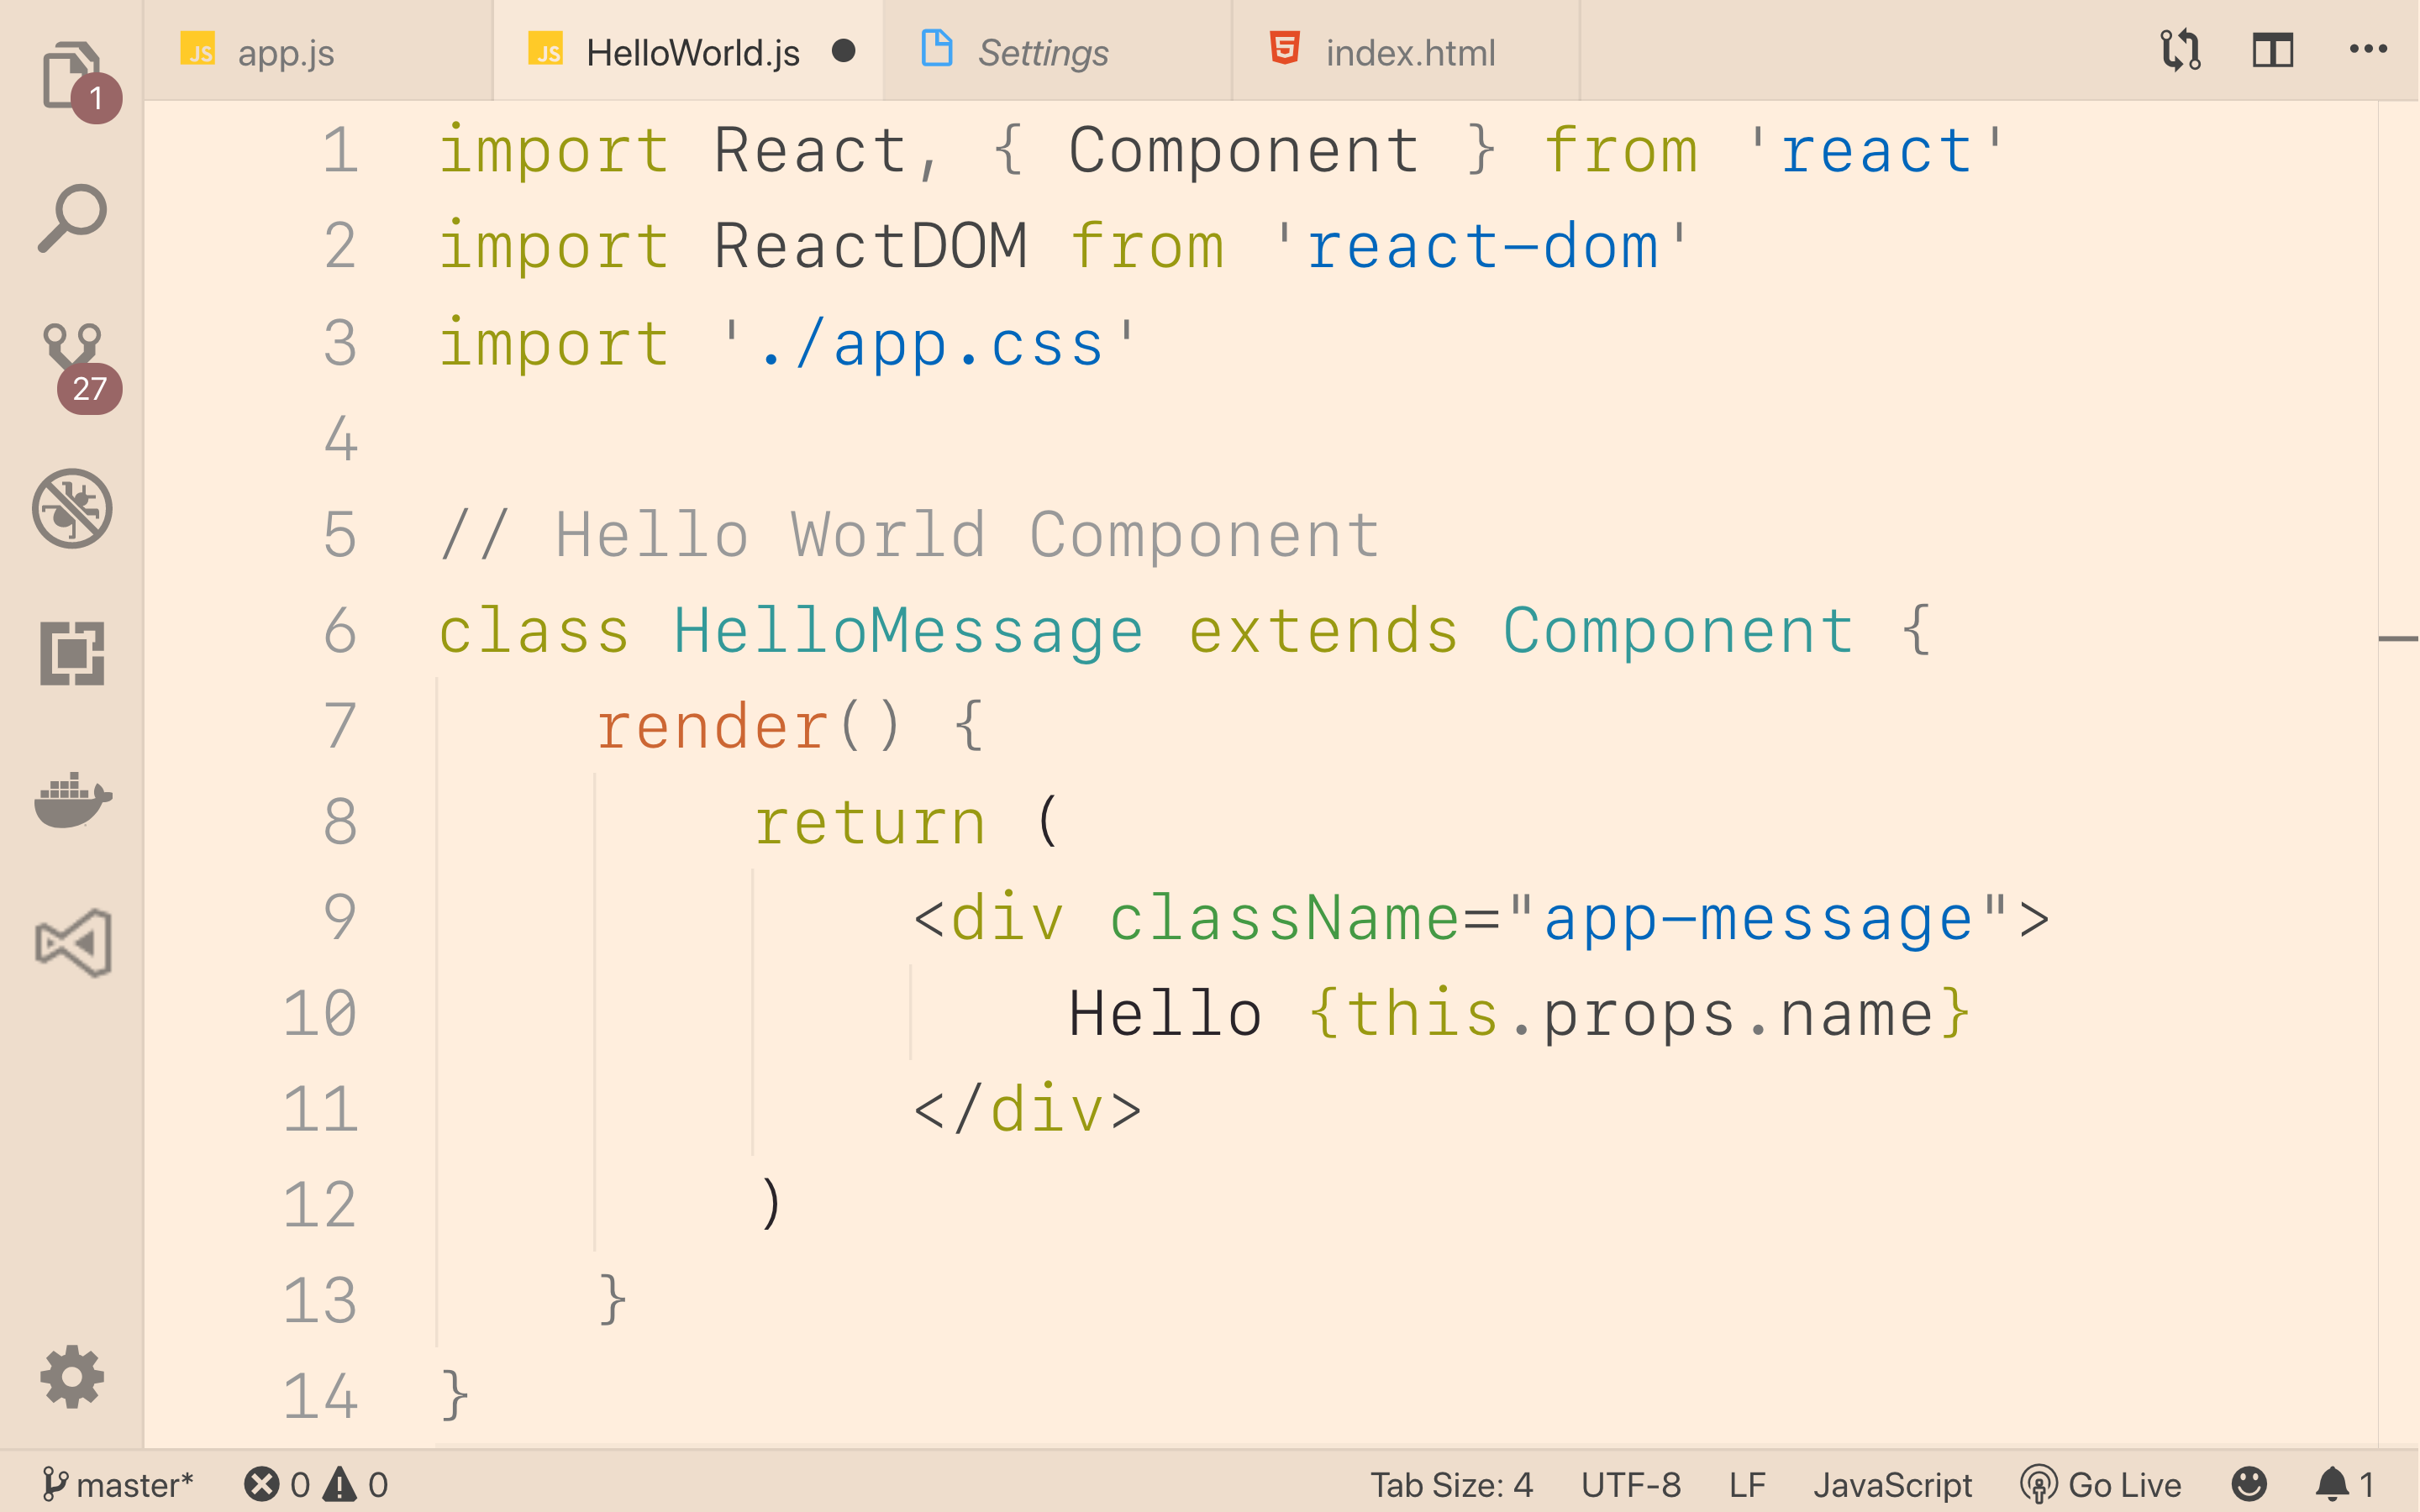 app.js HelloWorld.js Settings index.html
1
27
1 import React, { Component } from 'react'
2 import ReactDOM from 'react-dom'
3 import './app.css'
4
5 // Hello World Component
6 class HelloMessage extends Component {
7     render() {
8         return (
9             <div className="app-message">
10                 Hello {this.props.name}
11             </div>
12         )
13     }
14 }
master* 0 0 Tab Size: 4 UTF-8 LF JavaScript Go Live 1